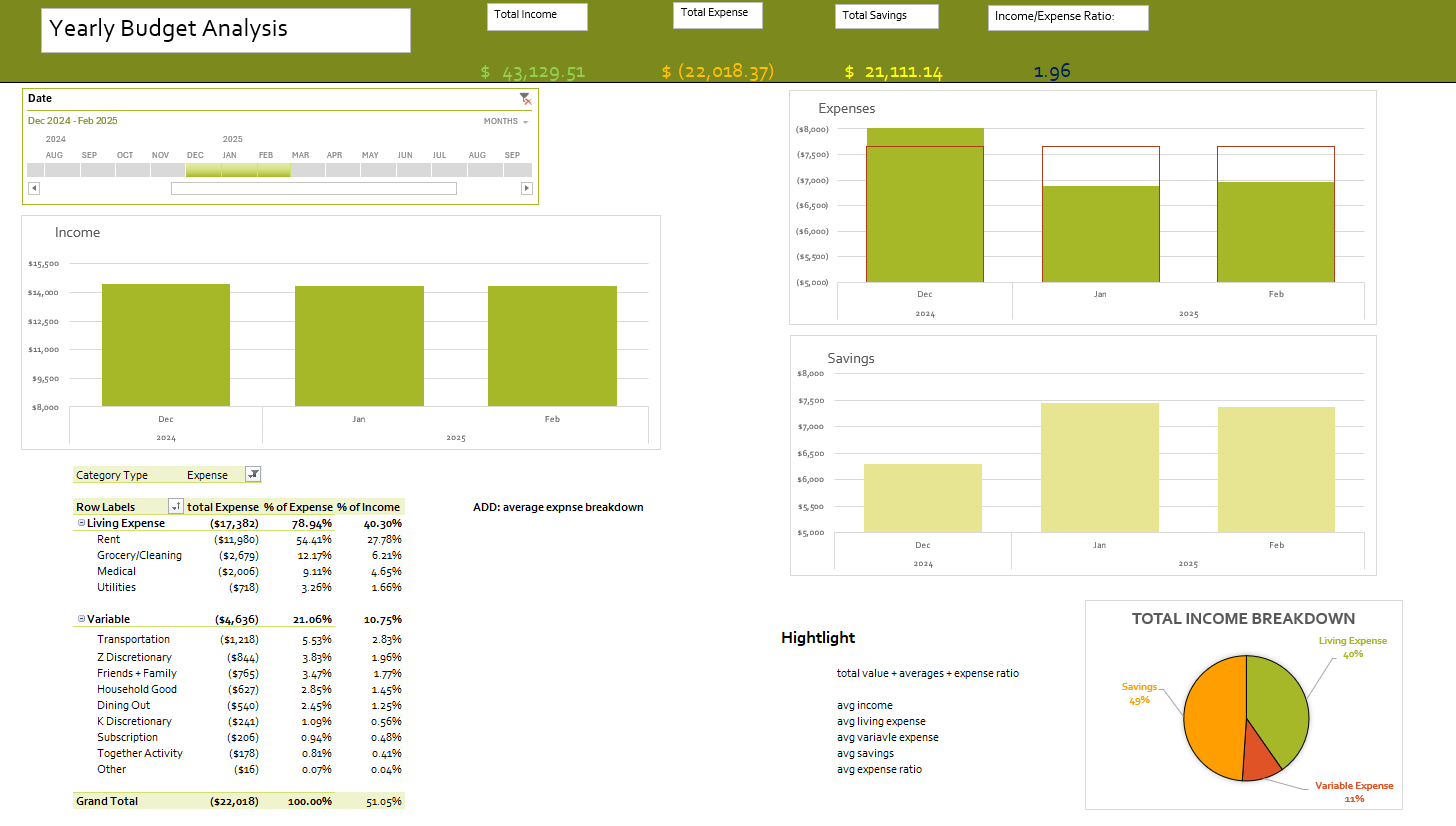 Yearly Budget Analysis
Total Income
Total Expense
Total Savings
Income/Expense Ratio:
$ 43,129.51
$ (22,018.37)
$ 21,111.14
1.96
Date
Dec 2024 - Feb 2025
MONTHS
2024 2025
AUG SEP OCT NOV DEC JAN FEB MAR APR MAY JUN JUL AUG SEP
Income
$15,500
$14,000
$12,500
$11,000
$9,500
$8,000
Dec Jan Feb
2024 2025
Expenses
($8,000)
($7,500)
($7,000)
($6,500)
($6,000)
($5,500)
($5,000)
Dec Jan Feb
2024 2025
Savings
$8,000
$7,500
$7,000
$6,500
$6,000
$5,500
$5,000
Dec Jan Feb
2024 2025
Category Type Expense
Row Labels total Expense % of Expense % of Income
Living Expense ($17,382) 78.94% 40.30%
Rent ($11,980) 54.41% 27.78%
Grocery/Cleaning ($2,679) 12.17% 6.21%
Medical ($2,006) 9.11% 4.65%
Utilities ($718) 3.26% 1.66%
Variable ($4,636) 21.06% 10.75%
Transportation ($1,218) 5.53% 2.83%
Z Discretionary ($844) 3.83% 1.96%
Friends + Family ($765) 3.47% 1.77%
Household Good ($627) 2.85% 1.45%
Dining Out ($540) 2.45% 1.25%
K Discretionary ($241) 1.09% 0.56%
Subscription ($206) 0.94% 0.48%
Together Activity ($178) 0.81% 0.41%
Other ($16) 0.07% 0.04%
Grand Total ($22,018) 100.00% 51.05%
ADD: average expnse breakdown
Hightlight
total value + averages + expense ratio
avg income
avg living expense
avg variavle expense
avg savings
avg expense ratio
TOTAL INCOME BREAKDOWN
Living Expense
40%
Savings
49%
Variable Expense
11%